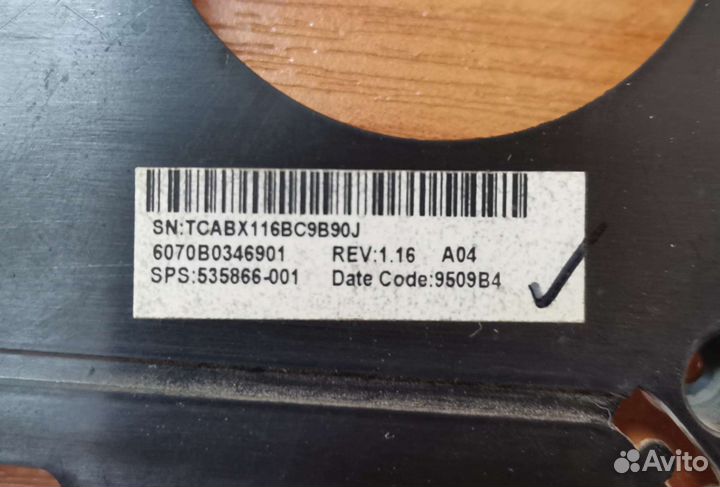 SN:TCABX116BC9B90J
6070B0346901 REV:1.16 A04
SPS:535866-001 Date Code:9509B4
Avito